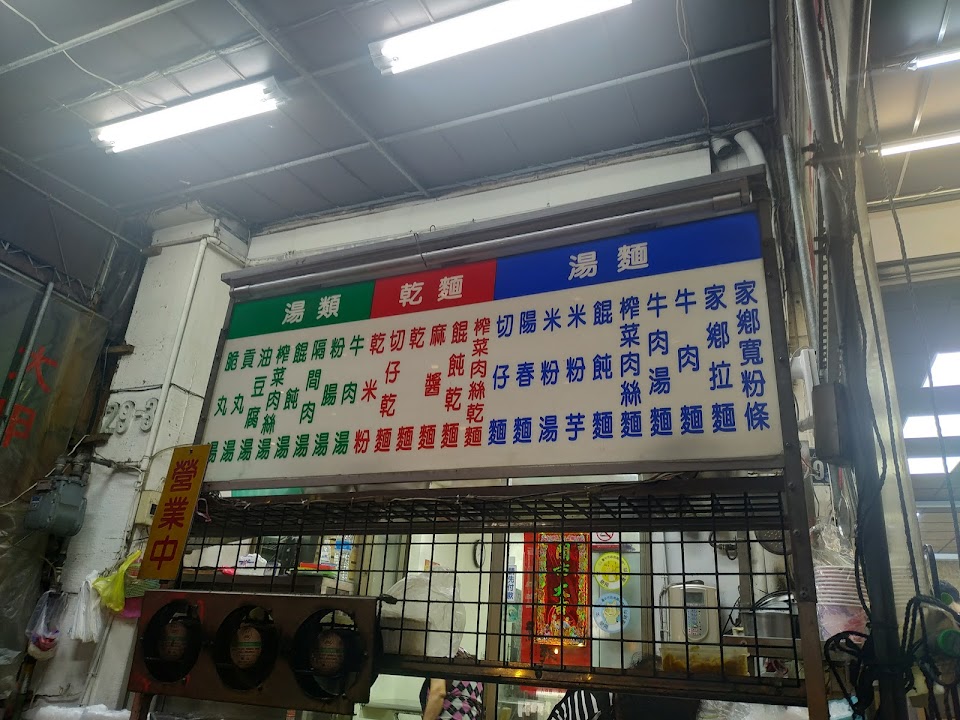 湯麵
家鄉寬粉條
家鄉拉麵
牛肉麵
牛肉湯麵
榨菜肉絲麵
餛飩麵
米粉芋
米粉湯
陽春麵
切仔麵
乾麵
榨菜肉絲乾麵
餛飩乾麵
麻醬麵
乾麵
切仔乾麵
乾米粉
湯類
牛肉湯
粉腸湯
隔間肉湯
餛飩湯
榨菜肉絲湯
油豆腐湯
貢丸湯
脆丸湯
營業中
28-3